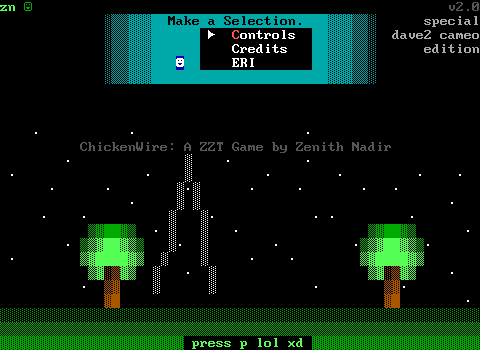 zn ☺
v2.0
special
dave2 cameo
edition
Make a Selection.
Controls
Credits
ERI
ChickenWire: A ZZT Game by Zenith Nadir
press p lol xd